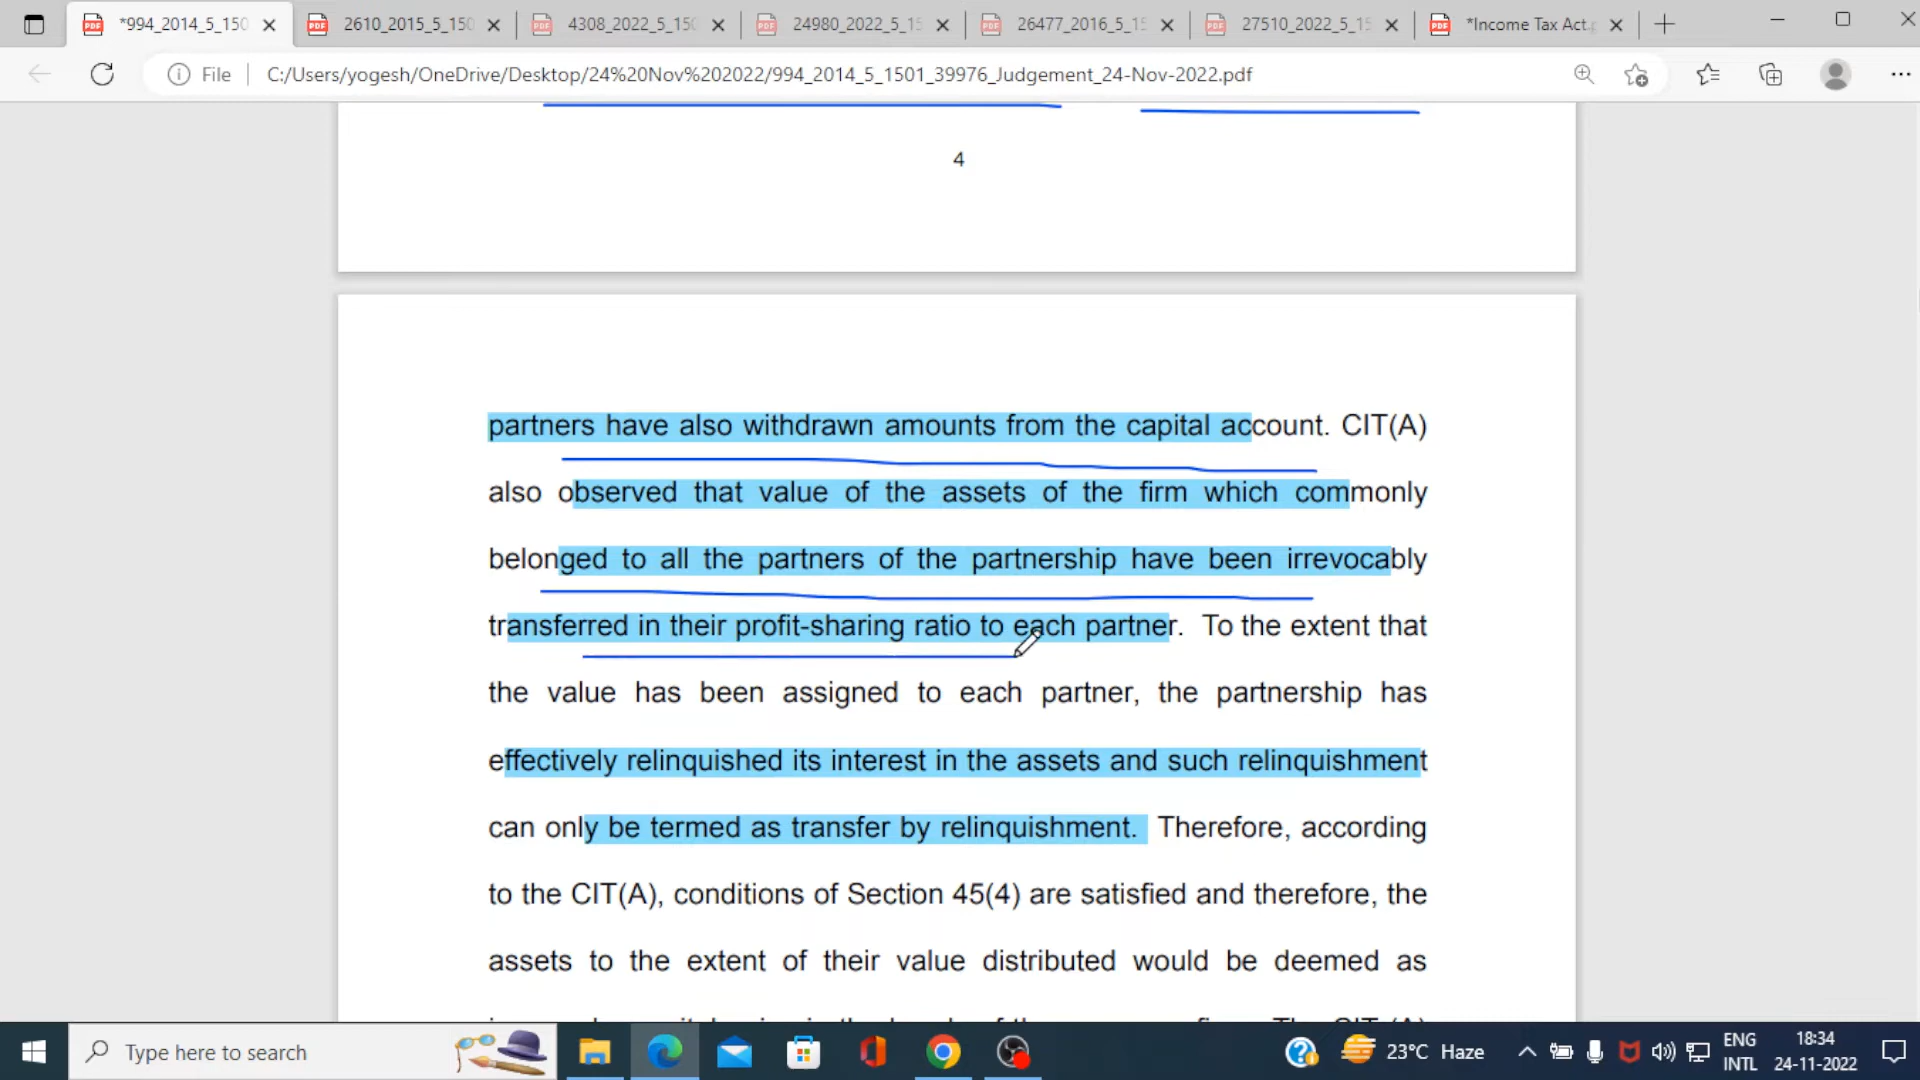 *994_2014_5_150
2610_2015_5_150
4308_2022_5_150
24980_2022_5_15
26477_2016_5_15
27510_2022_5_15
*Income Tax Act.
File
C:/Users/yogesh/OneDrive/Desktop/24%20Nov%202022/994_2014_5_1501_39976_Judgement_24-Nov-2022.pdf
4
partners have also withdrawn amounts from the capital account. CIT(A)
also observed that value of the assets of the firm which commonly
belonged to all the partners of the partnership have been irrevocably
transferred in their profit-sharing ratio to each partner. To the extent that
the value has been assigned to each partner, the partnership has
effectively relinquished its interest in the assets and such relinquishment
can only be termed as transfer by relinquishment. Therefore, according
to the CIT(A), conditions of Section 45(4) are satisfied and therefore, the
assets to the extent of their value distributed would be deemed as
Type here to search
23°C Haze
ENG
INTL
18:34
24-11-2022